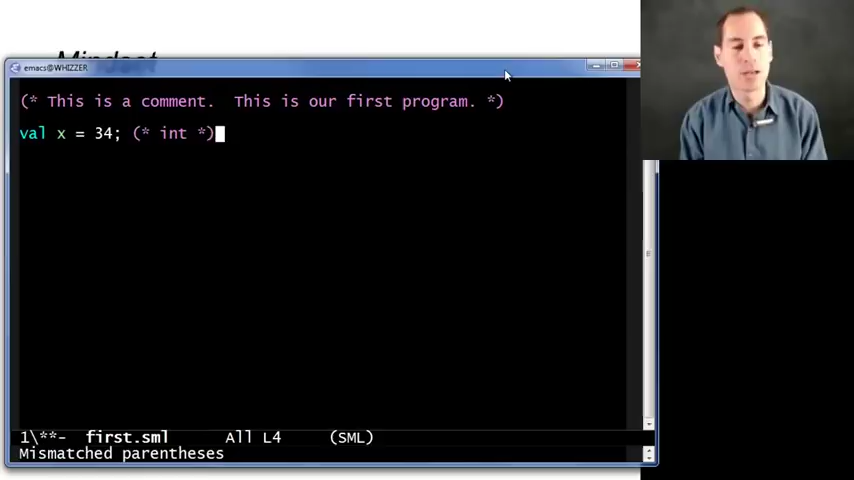 Mindset
emacs@WHIZZER
(* This is a comment.  This is our first program. *)
val x = 34; (* int *)
1\**-  first.sml      All L4     (SML)
Mismatched parentheses